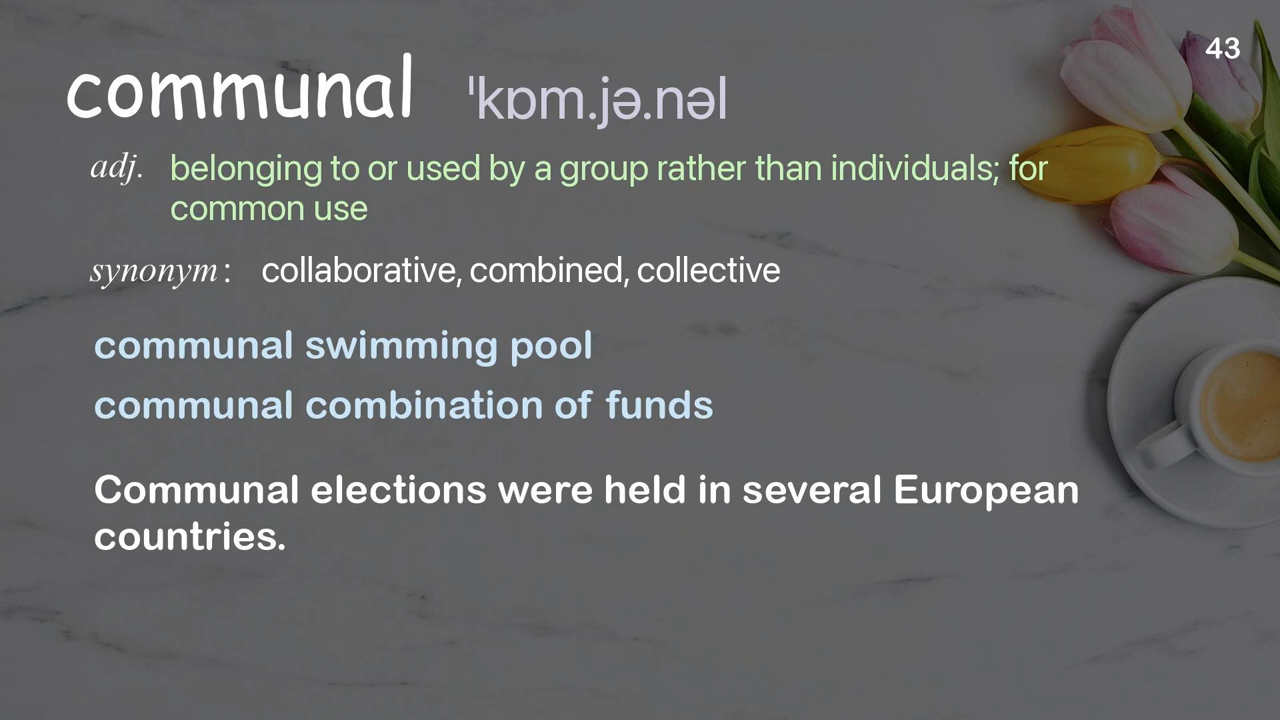 43
communal ˈkɒm.jə.nəl
adj. belonging to or used by a group rather than individuals; for
common use
synonym: collaborative, combined, collective
communal swimming pool
communal combination of funds
Communal elections were held in several European
countries.